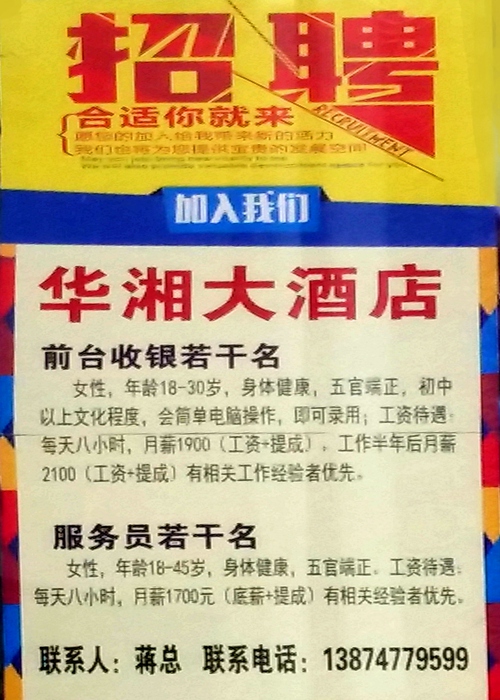 招聘
RECRUITMENT
合适你就来
愿您的加入给我带来新的活力
我们也将为您提供宝贵的发展空间
加入我们
华湘大酒店
前台收银若干名
女性，年龄18-30岁，身体健康，五官端正，初中
以上文化程度，会简单电脑操作，即可录用；工资待遇：
每天八小时，月薪1900（工资+提成）。工作半年后月薪
2100（工资+提成）有相关工作经验者优先。
服务员若干名
女性，年龄18-45岁，身体健康，五官端正。工资待遇：
每天八小时，月薪1700元（底薪+提成）有相关经验者优先。
联系人：蒋总 联系电话：13874779599